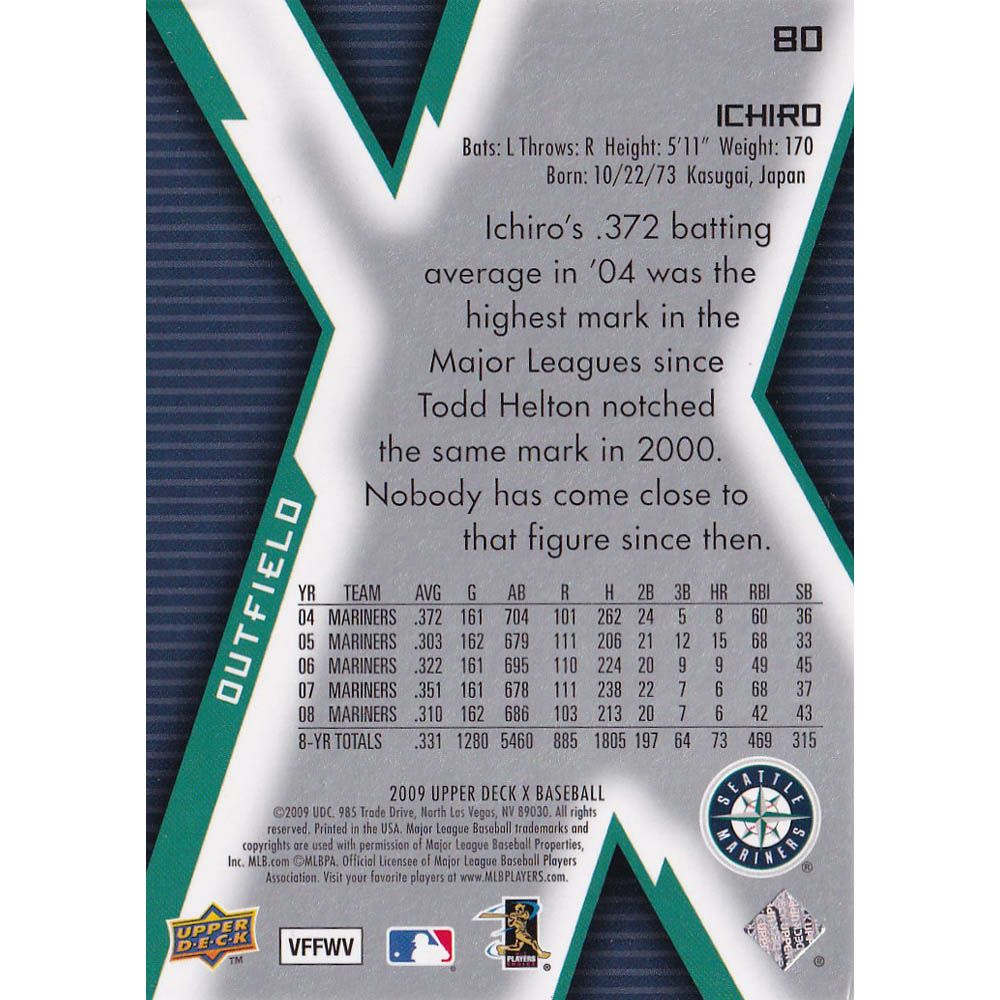 80
ICHIRO
Bats: L Throws: R Height: 5'11" Weight: 170
Born: 10/22/73 Kasugai, Japan
Ichiro's .372 batting
average in '04 was the
highest mark in the
Major Leagues since
Todd Helton notched
the same mark in 2000.
Nobody has come close to
that figure since then.
OUTFIELD
YR TEAM AVG G AB R H 2B 3B HR RBI SB
04 MARINERS .372 161 704 101 262 24 5 8 60 36
05 MARINERS .303 162 679 111 206 21 12 15 68 33
06 MARINERS .322 161 695 110 224 20 9 9 49 45
07 MARINERS .351 161 678 111 238 22 7 6 68 37
08 MARINERS .310 162 686 103 213 20 7 6 42 43
8-YR TOTALS .331 1280 5460 885 1805 197 64 73 469 315
2009 UPPER DECK X BASEBALL
©2009 UDC. 985 Trade Drive, North Las Vegas, NV 89030. All rights
reserved. Printed in the USA. Major League Baseball trademarks and
copyrights are used with permission of Major League Baseball Properties,
Inc. MLB.com ©MLBPA. Official Licensee of Major League Baseball Players
Association. Visit your favorite players at www.MLBPLAYERS.com.
SEATTLE
MARINERS
®
UPPER
D·E·C·K
TM
VFFWV
®
PLAYERS
CHOICE
®
®